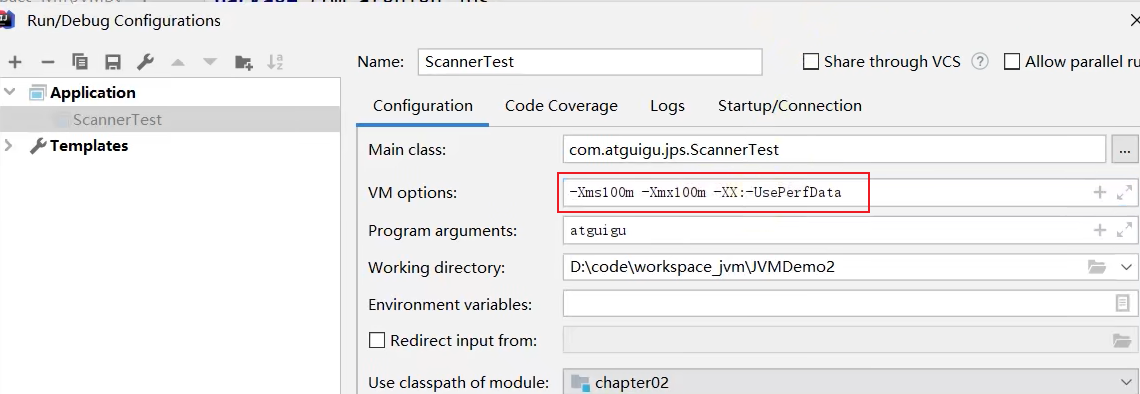 Run/Debug Configurations
Name: ScannerTest Share through VCS ? Allow parallel ru
Application
ScannerTest
Templates
Configuration Code Coverage Logs Startup/Connection
Main class: com.atguigu.jps.ScannerTest ...
VM options: -Xms100m -Xmx100m -XX:-UsePerfData
Program arguments: atguigu
Working directory: D:\code\workspace_jvm\JVMDemo2
Environment variables:
Redirect input from:
Use classpath of module: chapter02